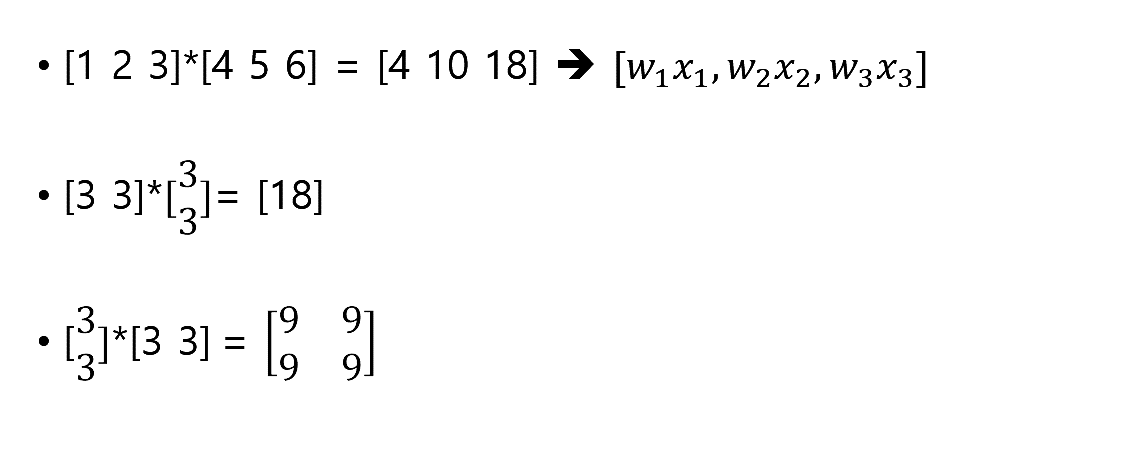 • [1 2 3]*[4 5 6] = [4 10 18] ➔ [𝑤₁𝑥₁, 𝑤₂𝑥₂, 𝑤₃𝑥₃]
• [3 3]*[3
3]= [18]
• [3
3]*[3 3] = [9 9
9 9]